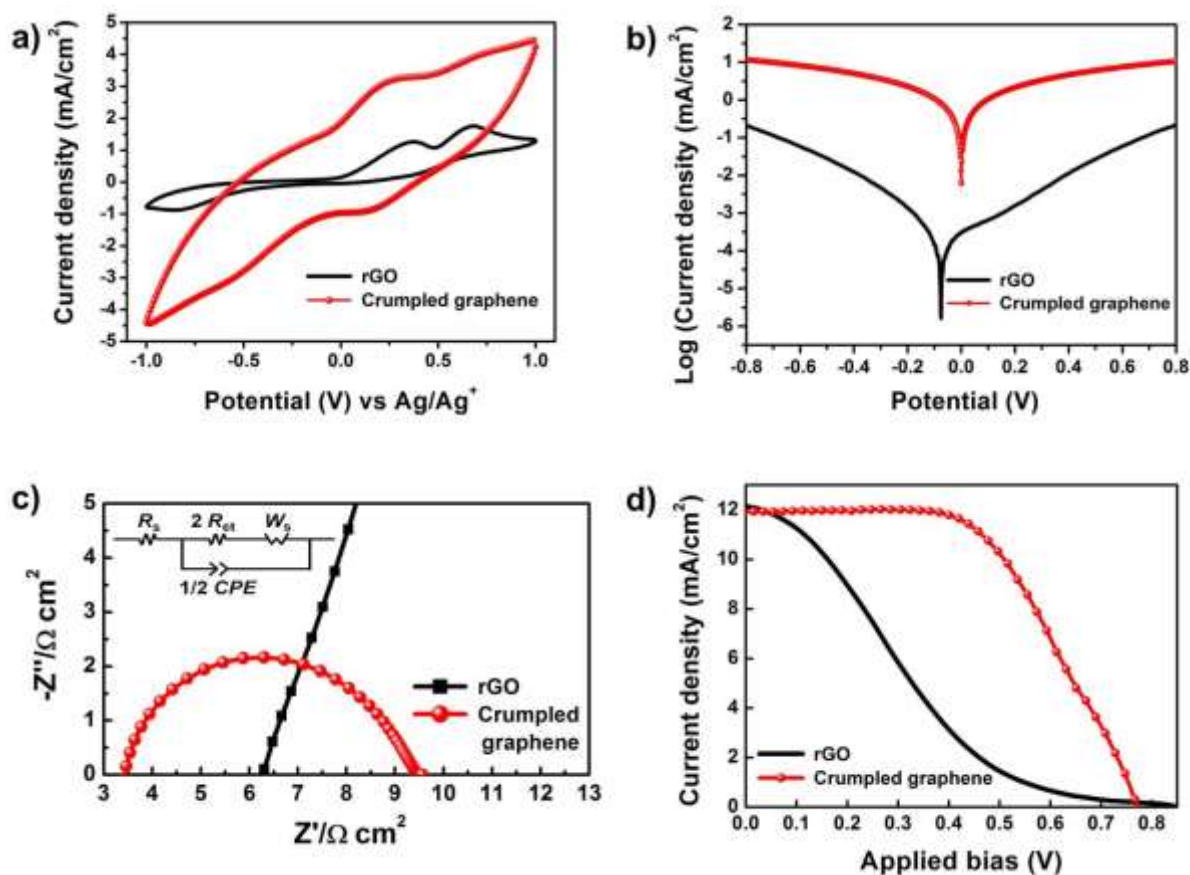 a)
Current density (mA/cm²)
5
4
3
2
1
0
-1
-2
-3
-4
-5
rGO
Crumpled graphene
-1.0 -0.5 0.0 0.5 1.0
Potential (V) vs Ag/Ag⁺
b)
Log (Current density (mA/cm²)
2
1
0
-1
-2
-3
-4
-5
-6
rGO
Crumpled graphene
-0.8 -0.6 -0.4 -0.2 0.0 0.2 0.4 0.6 0.8
Potential (V)
c)
-Z''/Ω cm²
5
4
3
2
1
0
Rs 2 Rct Ws
1/2 CPE
rGO
Crumpled
graphene
3 4 5 6 7 8 9 10 11 12 13
Z'/Ω cm²
d)
Current density (mA/cm²)
14
12
10
8
6
4
2
0
rGO
Crumpled graphene
0.0 0.1 0.2 0.3 0.4 0.5 0.6 0.7 0.8
Applied bias (V)